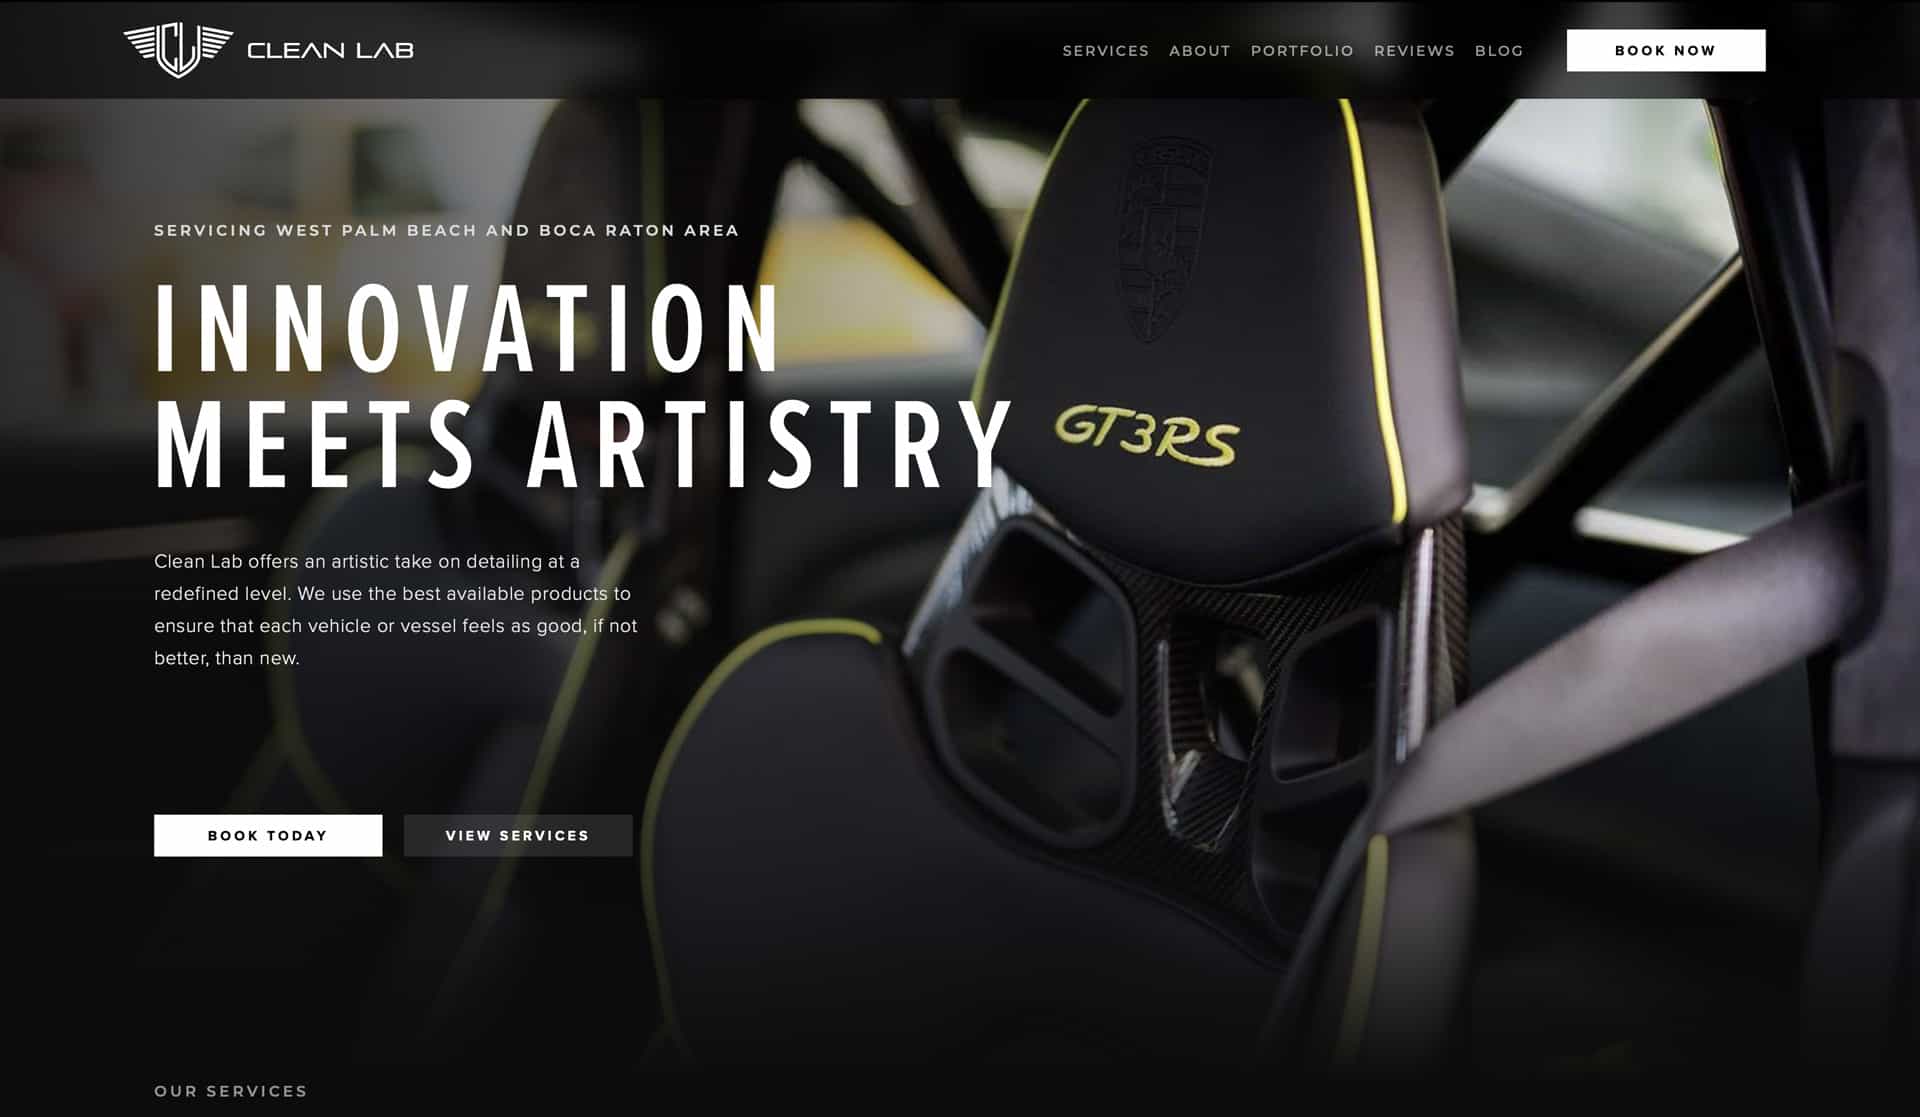 CLEAN LAB
SERVICES ABOUT PORTFOLIO REVIEWS BLOG BOOK NOW
SERVICING WEST PALM BEACH AND BOCA RATON AREA
INNOVATION
MEETS ARTISTRY
GT3RS
Clean Lab offers an artistic take on detailing at a
redefined level. We use the best available products to
ensure that each vehicle or vessel feels as good, if not
better, than new.
BOOK TODAY VIEW SERVICES
OUR SERVICES